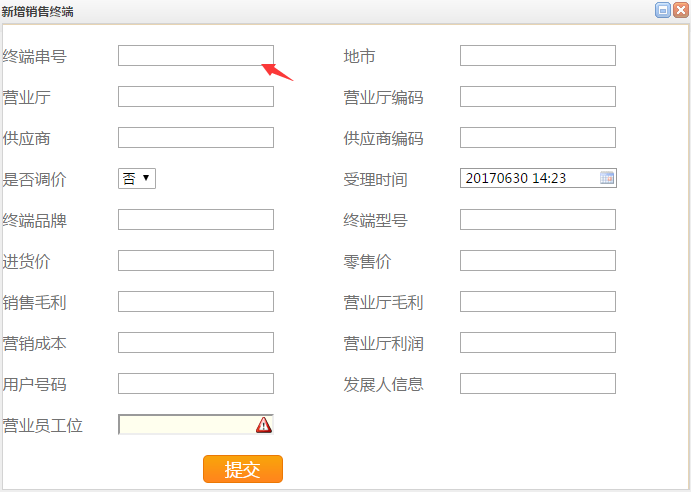 新增销售终端
终端串号 地市
营业厅 营业厅编码
供应商 供应商编码
是否调价 否 受理时间 20170630 14:23
终端品牌 终端型号
进货价 零售价
销售毛利 营业厅毛利
营销成本 营业厅利润
用户号码 发展人信息
营业员工位
提交